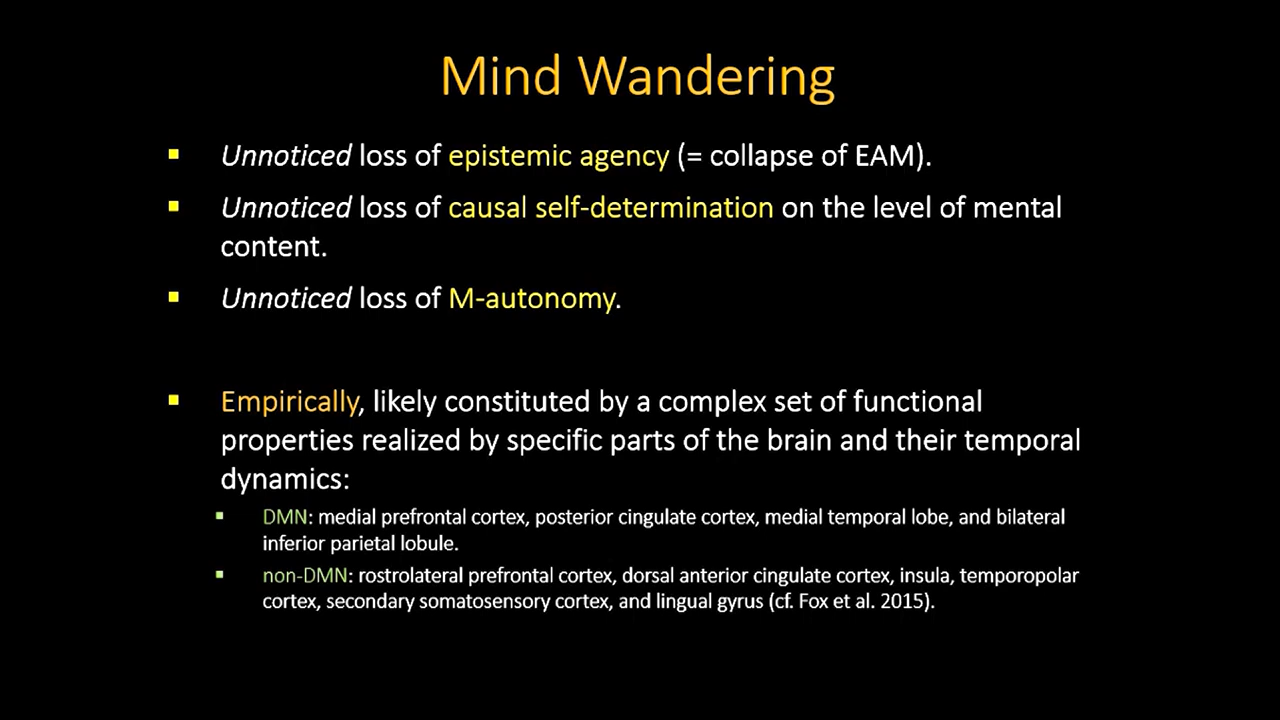 Mind Wandering
Unnoticed loss of epistemic agency (= collapse of EAM).
Unnoticed loss of causal self-determination on the level of mental
content.
Unnoticed loss of M-autonomy.
Empirically, likely constituted by a complex set of functional
properties realized by specific parts of the brain and their temporal
dynamics:
DMN: medial prefrontal cortex, posterior cingulate cortex, medial temporal lobe, and bilateral
inferior parietal lobule.
non-DMN: rostrolateral prefrontal cortex, dorsal anterior cingulate cortex, insula, temporopolar
cortex, secondary somatosensory cortex, and lingual gyrus (cf. Fox et al. 2015).